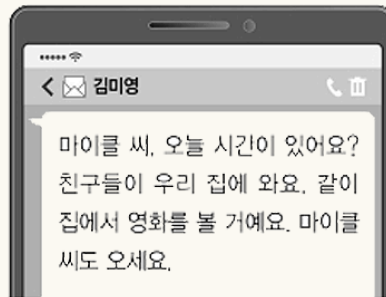 김미영
마이클 씨, 오늘 시간이 있어요?
친구들이 우리 집에 와요. 같이
집에서 영화를 볼 거예요. 마이클
씨도 오세요.